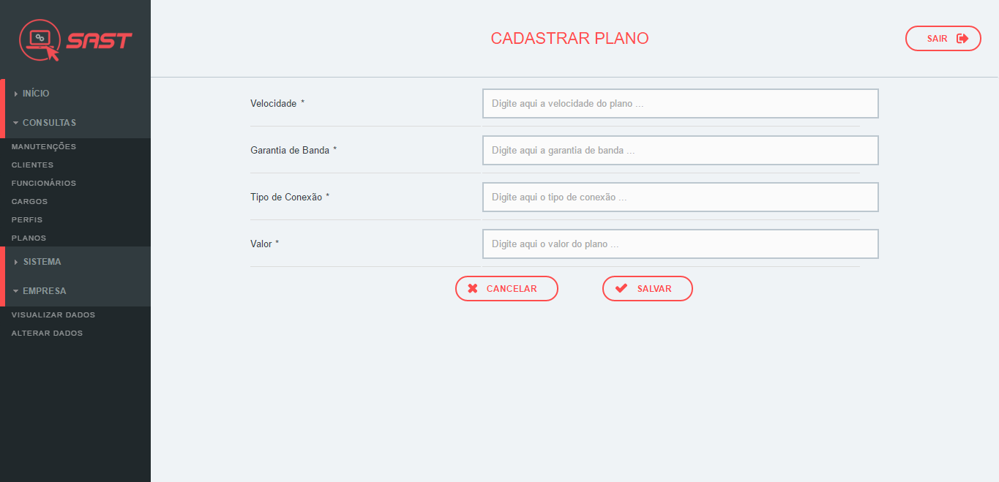 SAST
CADASTRAR PLANO
SAIR
INÍCIO
CONSULTAS
MANUTENÇÕES
CLIENTES
FUNCIONÁRIOS
CARGOS
PERFIS
PLANOS
SISTEMA
EMPRESA
VISUALIZAR DADOS
ALTERAR DADOS
Velocidade * Digite aqui a velocidade do plano ...
Garantia de Banda * Digite aqui a garantia de banda ...
Tipo de Conexão * Digite aqui o tipo de conexão ...
Valor * Digite aqui o valor do plano ...
CANCELAR SALVAR